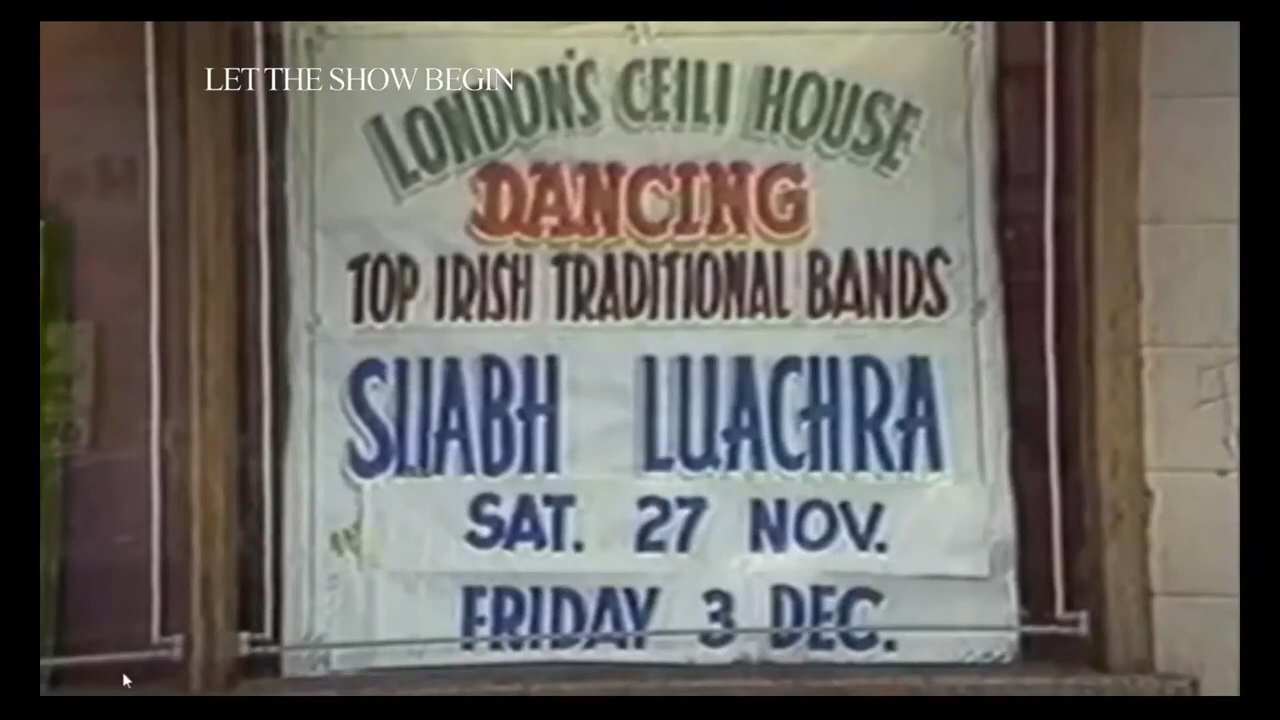 LET THE SHOW BEGIN
LONDON'S CEILI HOUSE
DANCING
TOP IRISH TRADITIONAL BANDS
SLIABH LUACHRA
SAT. 27 NOV.
FRIDAY 3 DEC.